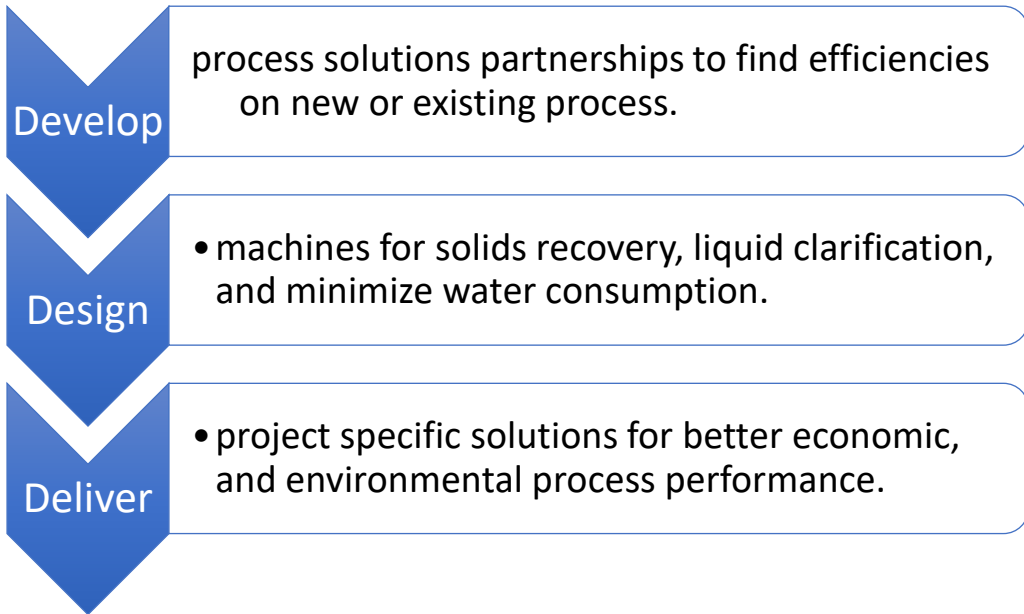 Develop
process solutions partnerships to find efficiencies
on new or existing process.
Design
•machines for solids recovery, liquid clarification,
and minimize water consumption.
Deliver
•project specific solutions for better economic,
and environmental process performance.